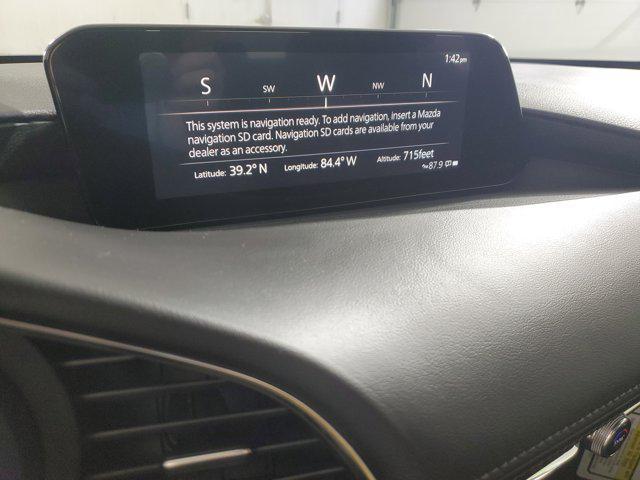 1:42pm
S SW W NW N
This system is navigation ready. To add navigation, insert a Mazda
navigation SD card. Navigation SD cards are available from your
dealer as an accessory.
Latitude: 39.2° N Longitude: 84.4° W Altitude: 715feet
87.9